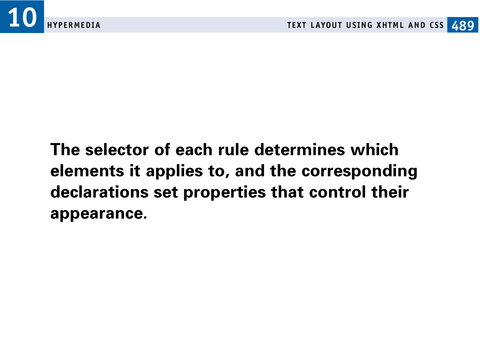 10 HYPERMEDIA TEXT LAYOUT USING XHTML AND CSS 489
The selector of each rule determines which
elements it applies to, and the corresponding
declarations set properties that control their
appearance.